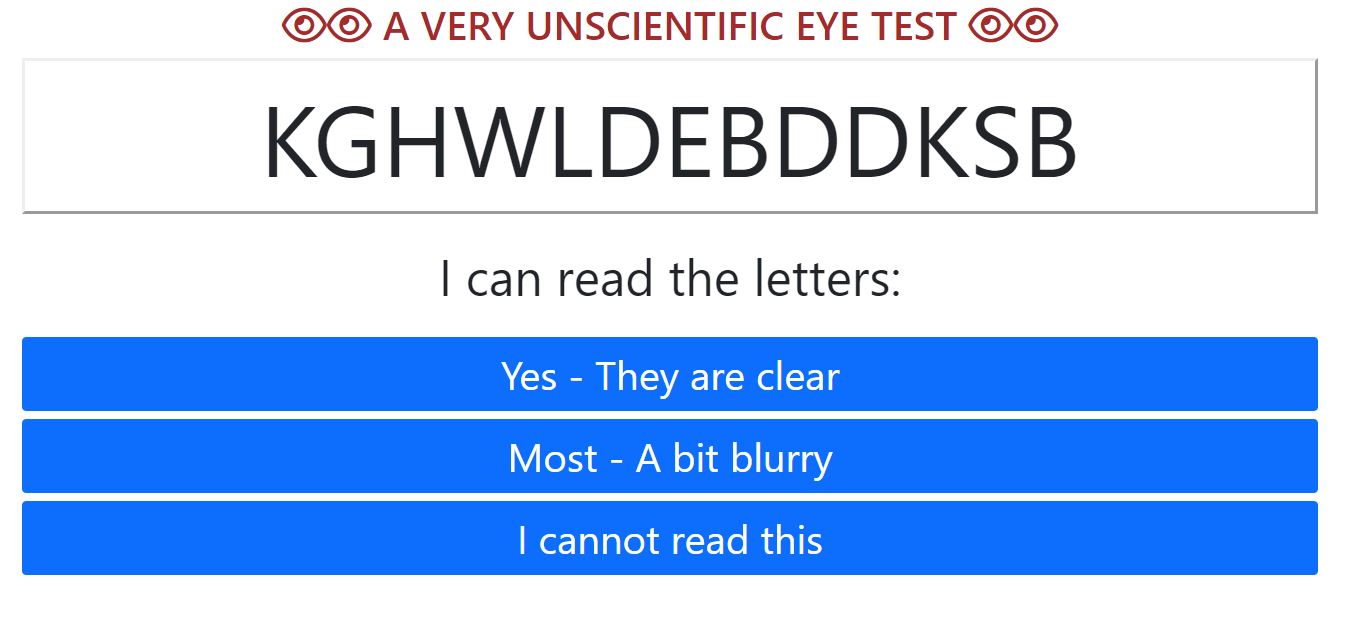 A VERY UNSCIENTIFIC EYE TEST
KGHWLDEBDDKSB
I can read the letters:
Yes - They are clear
Most - A bit blurry
I cannot read this